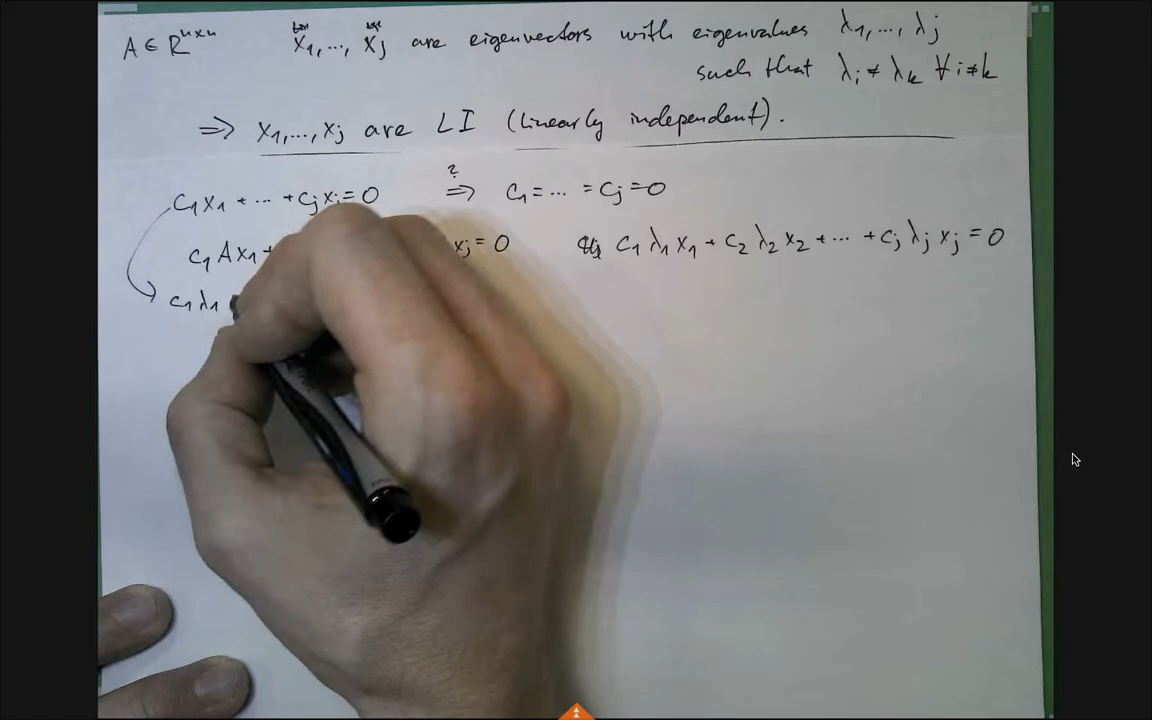 A ∈ R^{n×n} x₁, ..., xⱼ are eigenvectors with eigenvalues λ₁, ..., λⱼ
such that λᵢ ≠ λₖ ∀ i ≠ k
⇒ x₁, ..., xⱼ are LI (linearly independent).
c₁x₁ + ... + cⱼxⱼ = 0 ?⇒ c₁ = ... = cⱼ = 0
c₁Ax₁ + xⱼ = 0 c₁λ₁x₁ + c₂λ₂x₂ + ... + cⱼλⱼxⱼ = 0
c₁λ₁